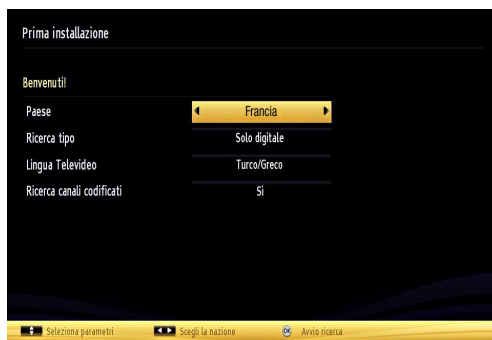 Prima installazione
Benvenuti!
Paese Francia
Ricerca tipo Solo digitale
Lingua Televideo Turco/Greco
Ricerca canali codificati Sì
Seleziona parametri Scegli la nazione OK Avvio ricerca